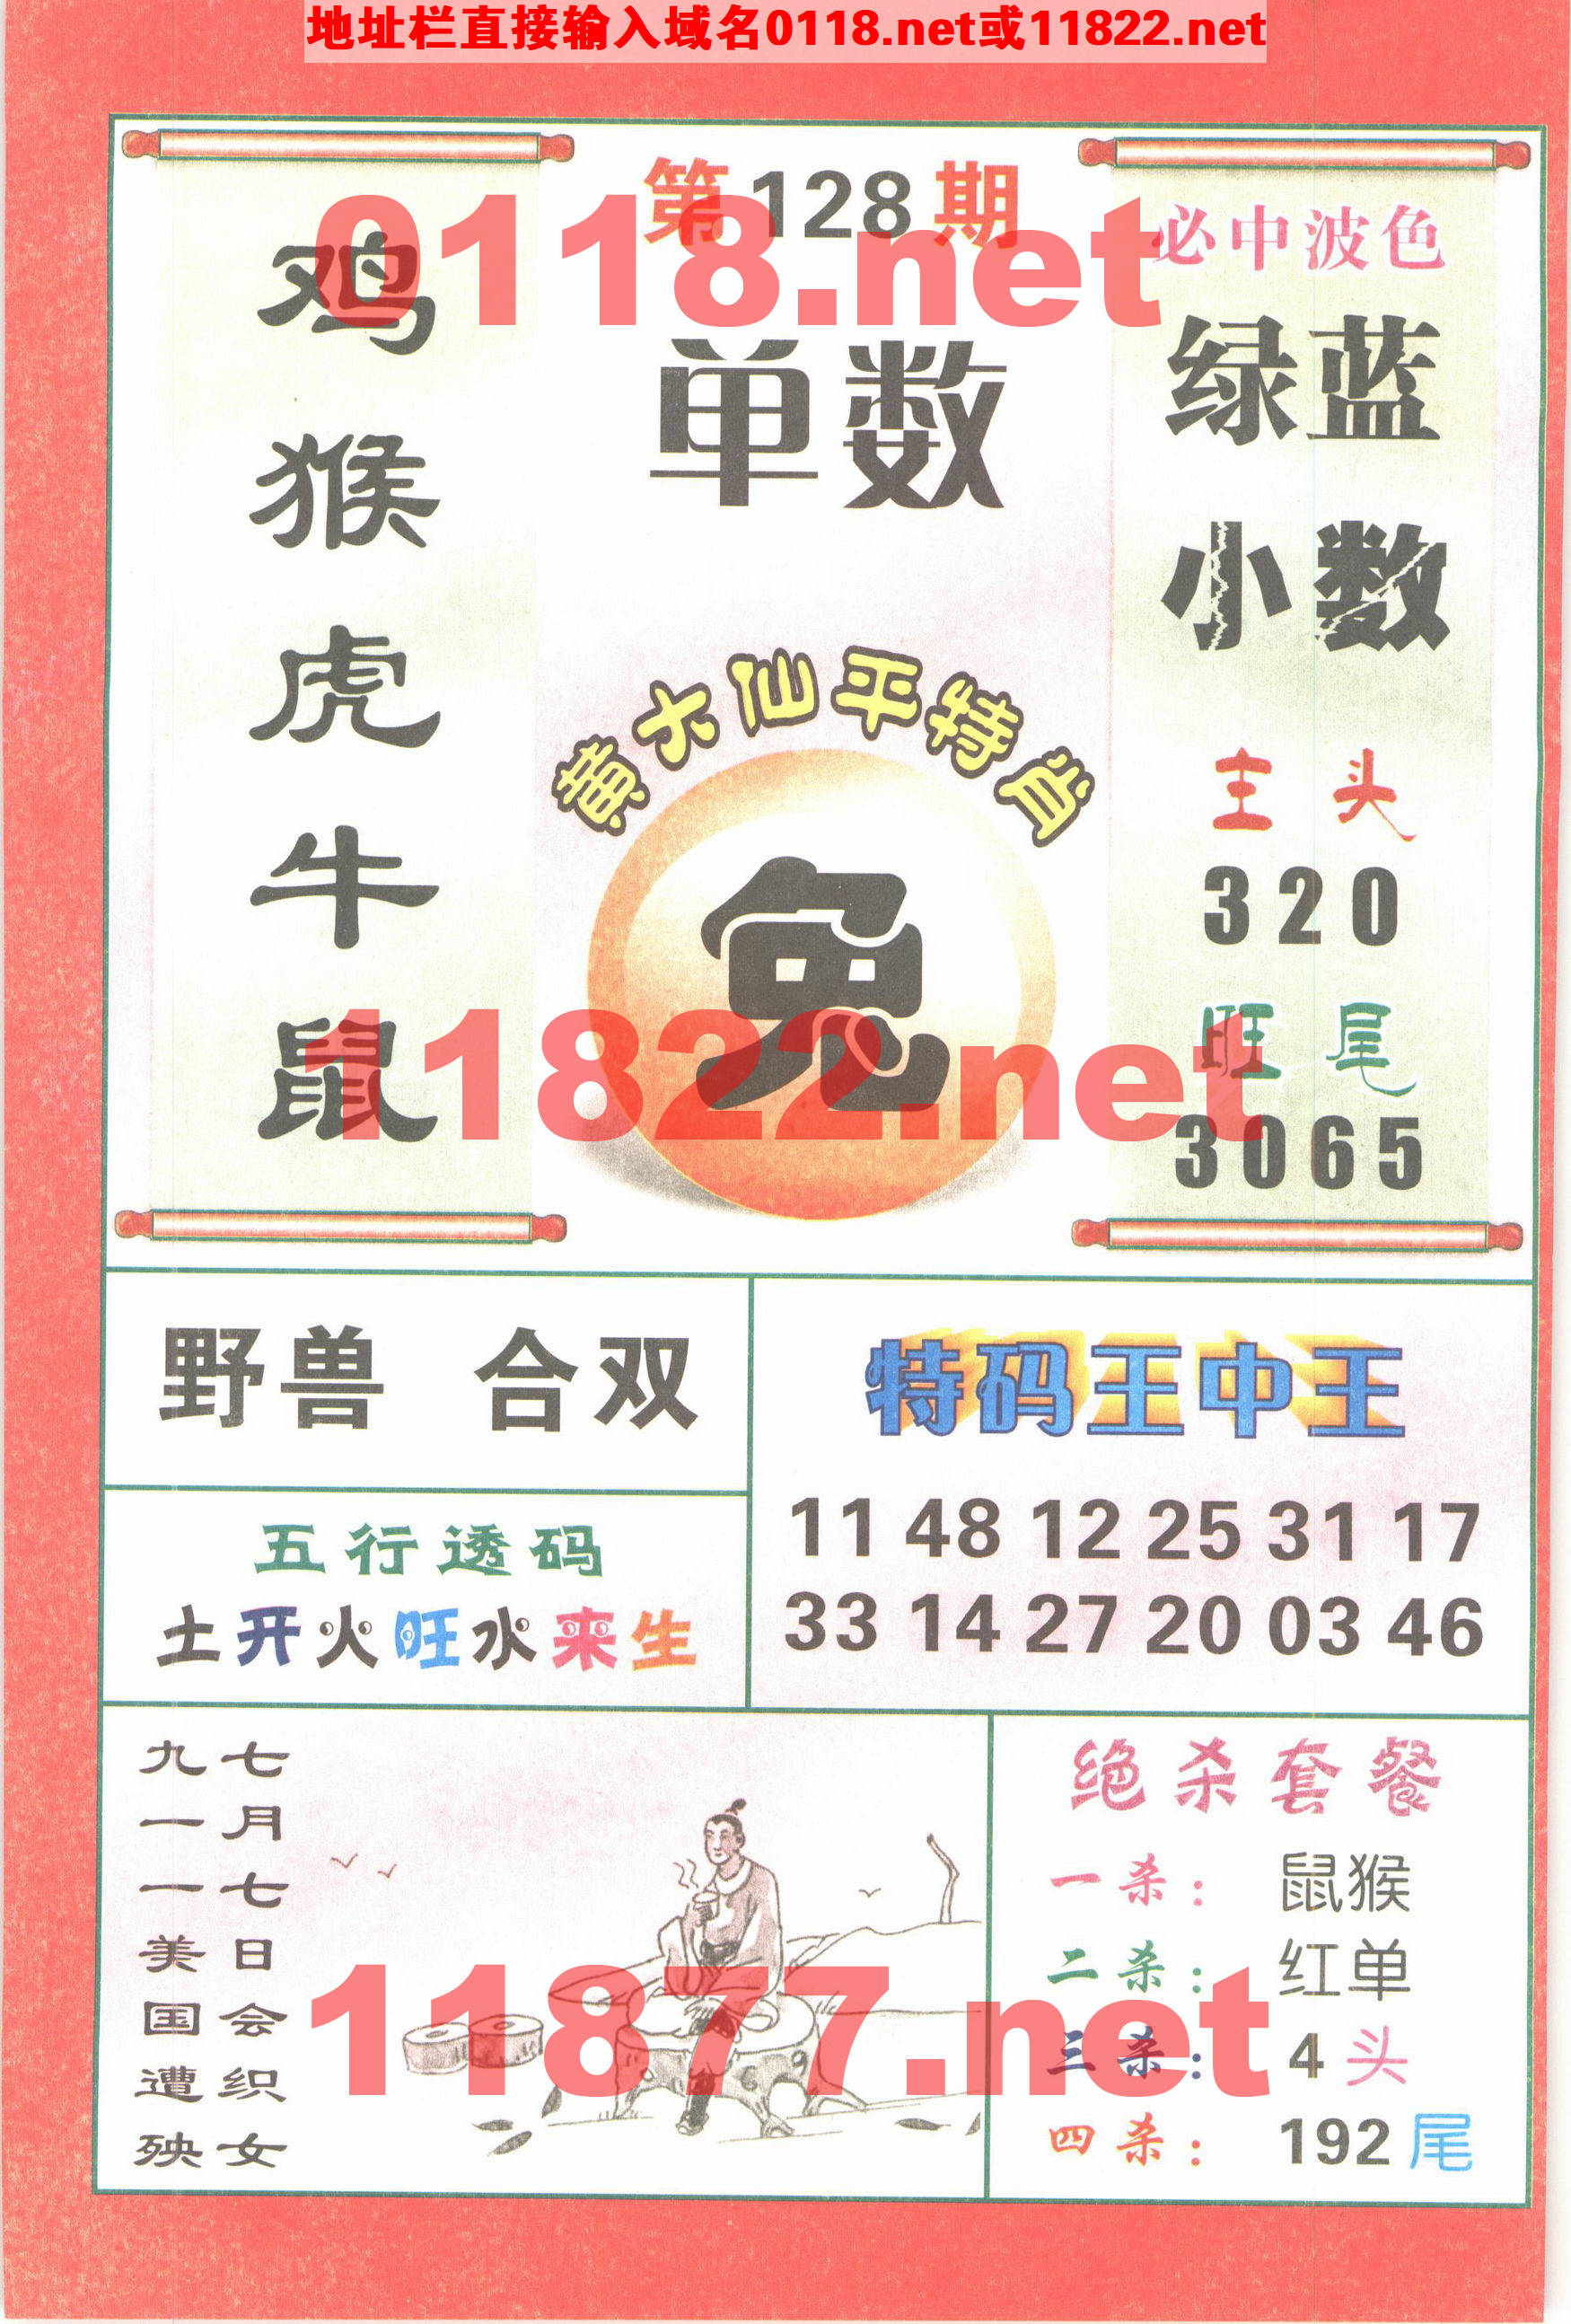 地址栏直接输入域名0118.net或11822.net
第128期
0118.net
鸡
猴
虎
牛
鼠
单数
黄大仙平特肖
兔
必中波色
绿蓝
小数
主头
320
旺尾
3065
11822.net
野兽 合双
五行透码
土开火旺水来生
特码王中王
11 48 12 25 31 17
33 14 27 20 03 46
七月七日会织女
九一一美国遭殃
绝杀套餐
一杀: 鼠猴
二杀: 红单
三杀: 4头
四杀: 192尾
11877.net